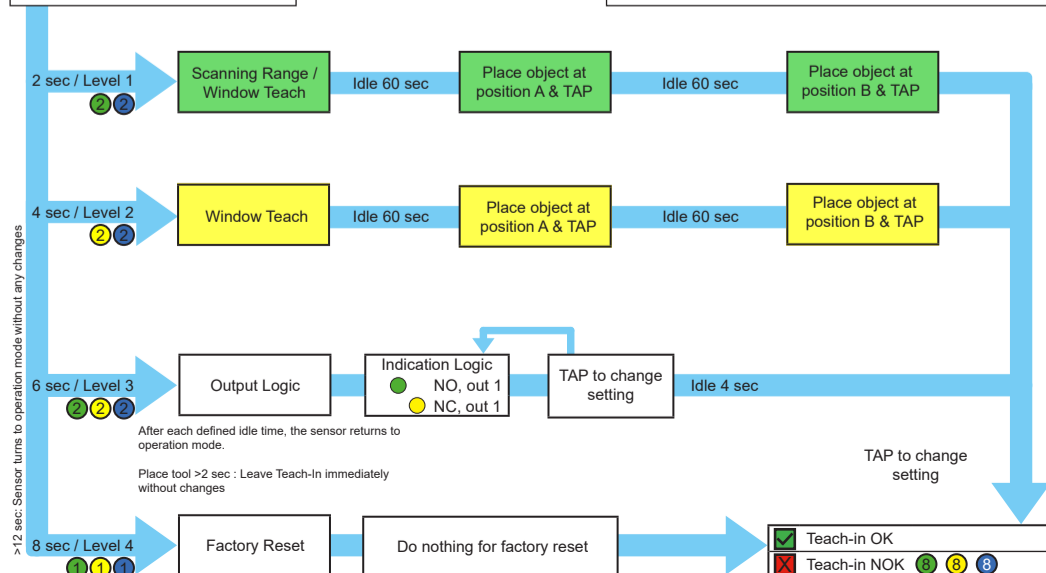 2 sec / Level 1
2 2
Scanning Range /
Window Teach
Idle 60 sec
Place object at
position A & TAP
Idle 60 sec
Place object at
position B & TAP
4 sec / Level 2
2 2
Window Teach
Idle 60 sec
Place object at
position A & TAP
Idle 60 sec
Place object at
position B & TAP
>12 sec: Sensor turns to operation mode without any changes
6 sec / Level 3
2 2 2
Output Logic
Indication Logic
NO, out 1
NC, out 1
TAP to change
setting
Idle 4 sec
After each defined idle time, the sensor returns to
operation mode.
Place tool >2 sec : Leave Teach-In immediately
without changes
TAP to change
setting
8 sec / Level 4
1 1 1
Factory Reset
Do nothing for factory reset
Teach-in OK
Teach-in NOK 8 8 8